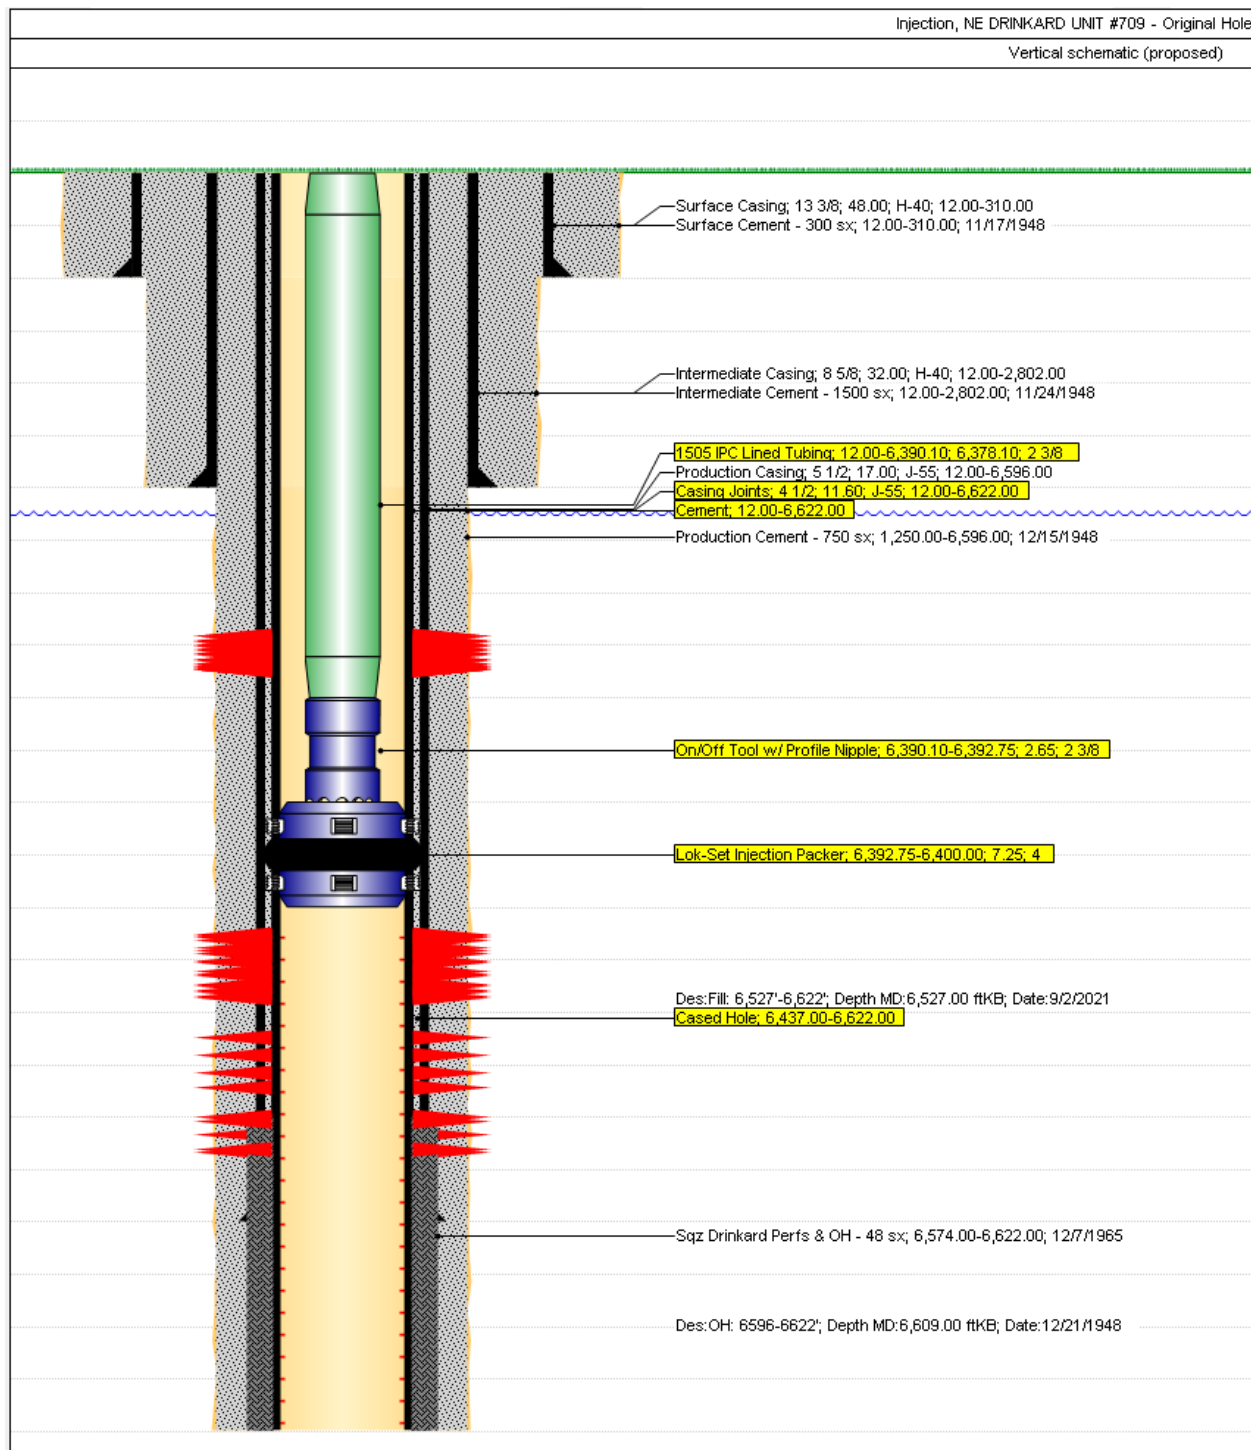 Injection, NE DRINKARD UNIT #709 - Original Hole
Vertical schematic (proposed)
Surface Casing; 13 3/8; 48.00; H-40; 12.00-310.00
Surface Cement - 300 sx; 12.00-310.00; 11/17/1948
Intermediate Casing; 8 5/8; 32.00; H-40; 12.00-2,802.00
Intermediate Cement - 1500 sx; 12.00-2,802.00; 11/24/1948
1505 IPC Lined Tubing; 12.00-6,390.10; 6,378.10; 2 3/8
Production Casing; 5 1/2; 17.00; J-55; 12.00-6,596.00
Casing Joints; 4 1/2; 11.60; J-55; 12.00-6,622.00
Cement; 12.00-6,622.00
Production Cement - 750 sx; 1,250.00-6,596.00; 12/15/1948
On/Off Tool w/ Profile Nipple; 6,390.10-6,392.75; 2.65; 2 3/8
Lok-Set Injection Packer; 6,392.75-6,400.00; 7.25; 4
Des:Fill: 6,527'-6,622'; Depth MD:6,527.00 ftKB; Date:9/2/2021
Cased Hole; 6,437.00-6,622.00
Sqz Drinkard Perfs & OH - 48 sx; 6,574.00-6,622.00; 12/7/1965
Des:OH: 6596-6622'; Depth MD:6,609.00 ftKB; Date:12/21/1948